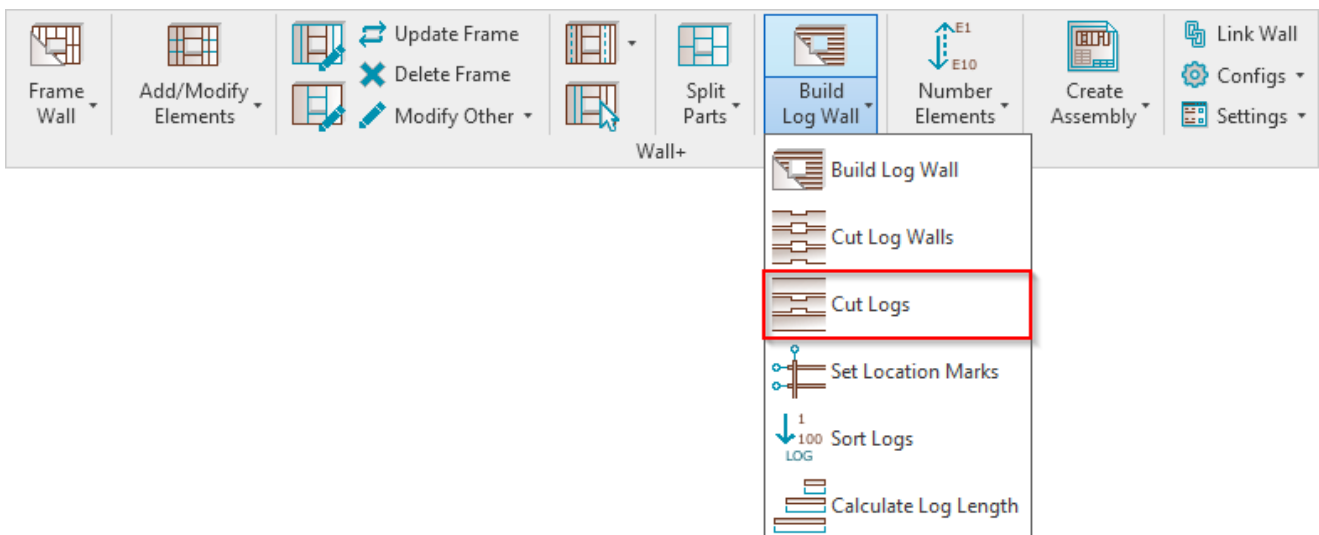 Frame
Wall
Add/Modify
Elements
Update Frame
Delete Frame
Modify Other
Split
Parts
Build
Log Wall
E1
E10
Number
Elements
Create
Assembly
Link Wall
Configs
Settings
Wall+
Build Log Wall
Cut Log Walls
Cut Logs
Set Location Marks
1
100
LOG
Sort Logs
Calculate Log Length